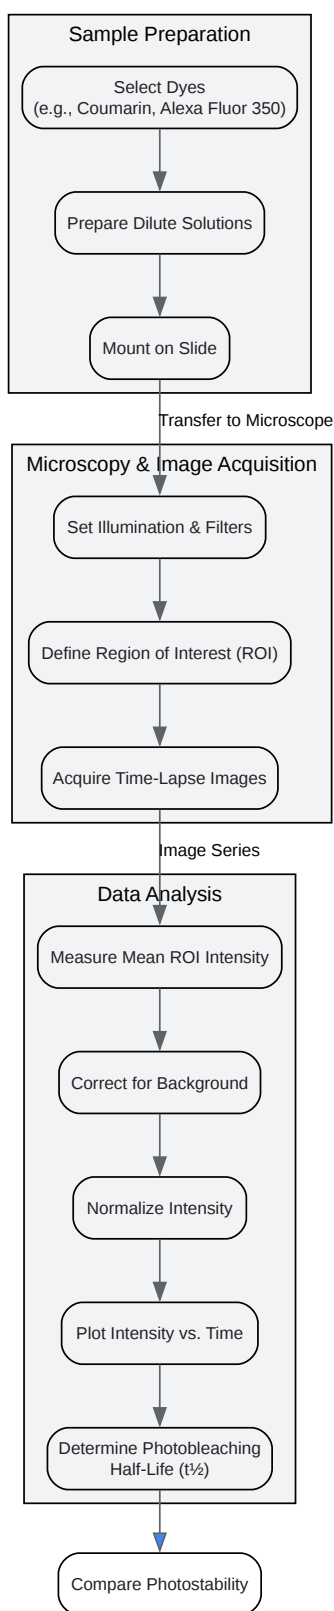 Sample Preparation
Select Dyes
(e.g., Coumarin, Alexa Fluor 350)
Prepare Dilute Solutions
Mount on Slide
Transfer to Microscope
Microscopy & Image Acquisition
Set Illumination & Filters
Define Region of Interest (ROI)
Acquire Time-Lapse Images
Image Series
Data Analysis
Measure Mean ROI Intensity
Correct for Background
Normalize Intensity
Plot Intensity vs. Time
Determine Photobleaching
Half-Life (t½)
Compare Photostability